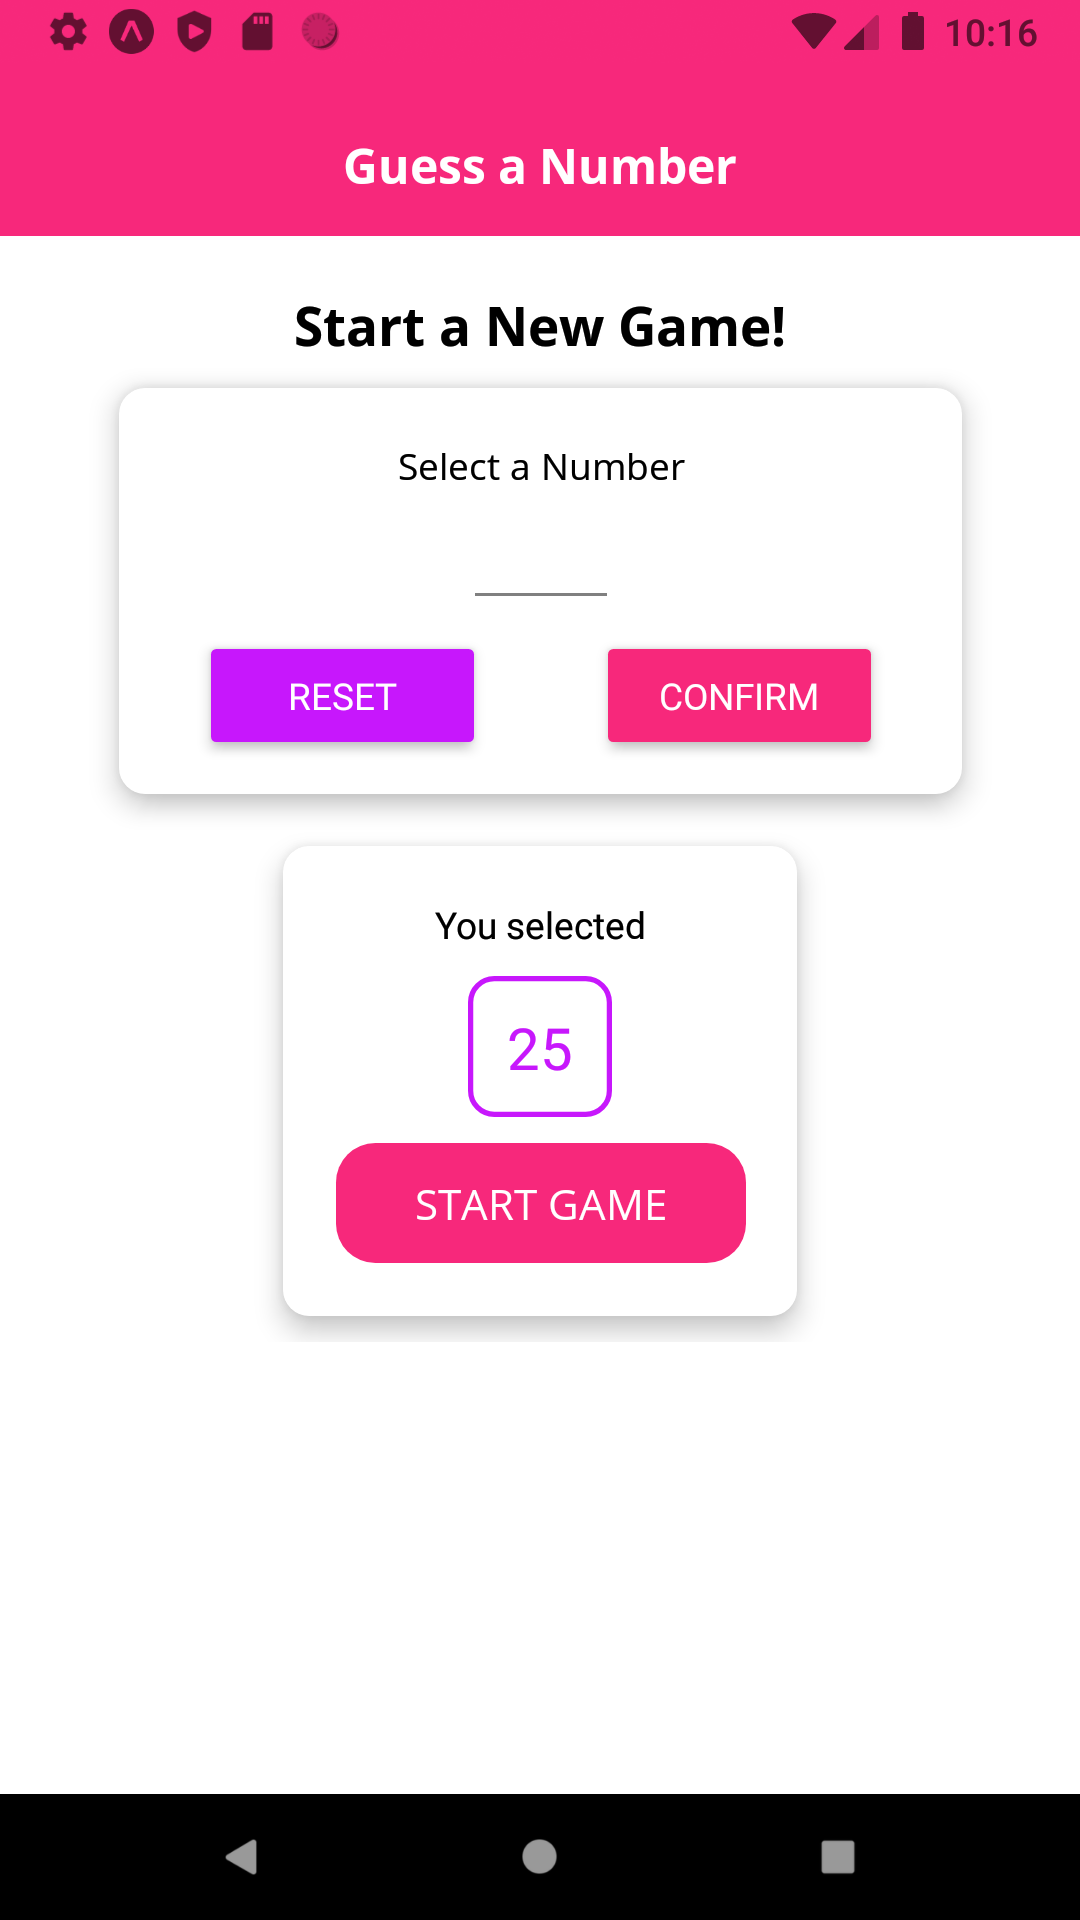 10:16
Guess a Number
Start a New Game!
Select a Number
RESET
CONFIRM
You selected
25
START GAME